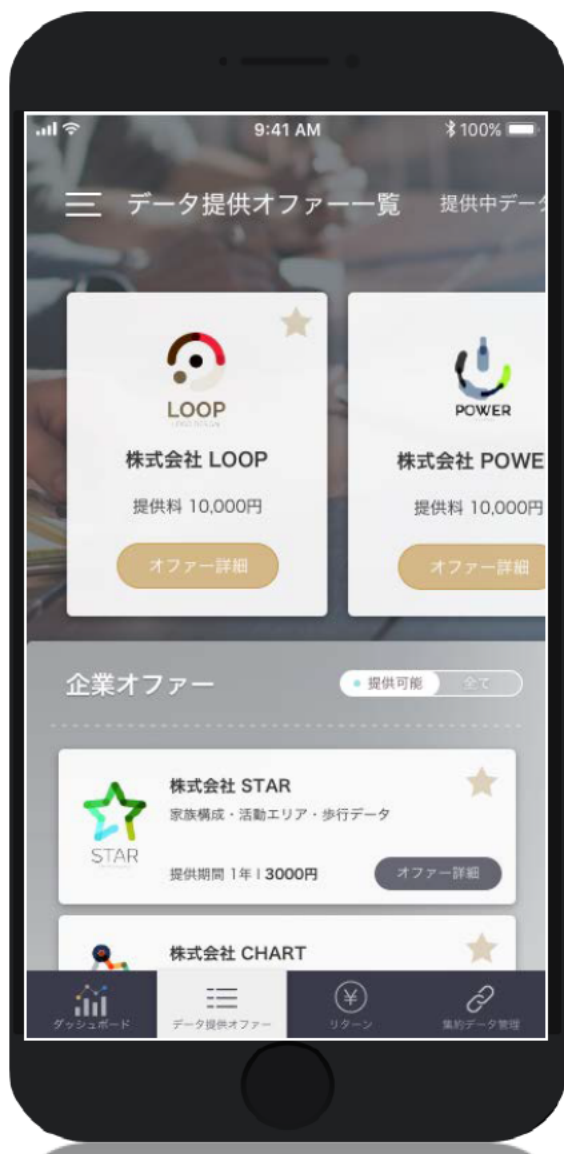 9:41 AM
100%
データ提供オファー一覧
提供中データ
LOOP
株式会社 LOOP
提供料 10,000円
オファー詳細
POWER
株式会社 POWE
提供料 10,000円
オファー詳細
企業オファー
提供可能
全て
STAR
株式会社 STAR
家族構成・活動エリア・歩行データ
提供期間 1年 | 3000円
オファー詳細
株式会社 CHART
ダッシュボード
データ提供オファー
リターン
集約データ管理